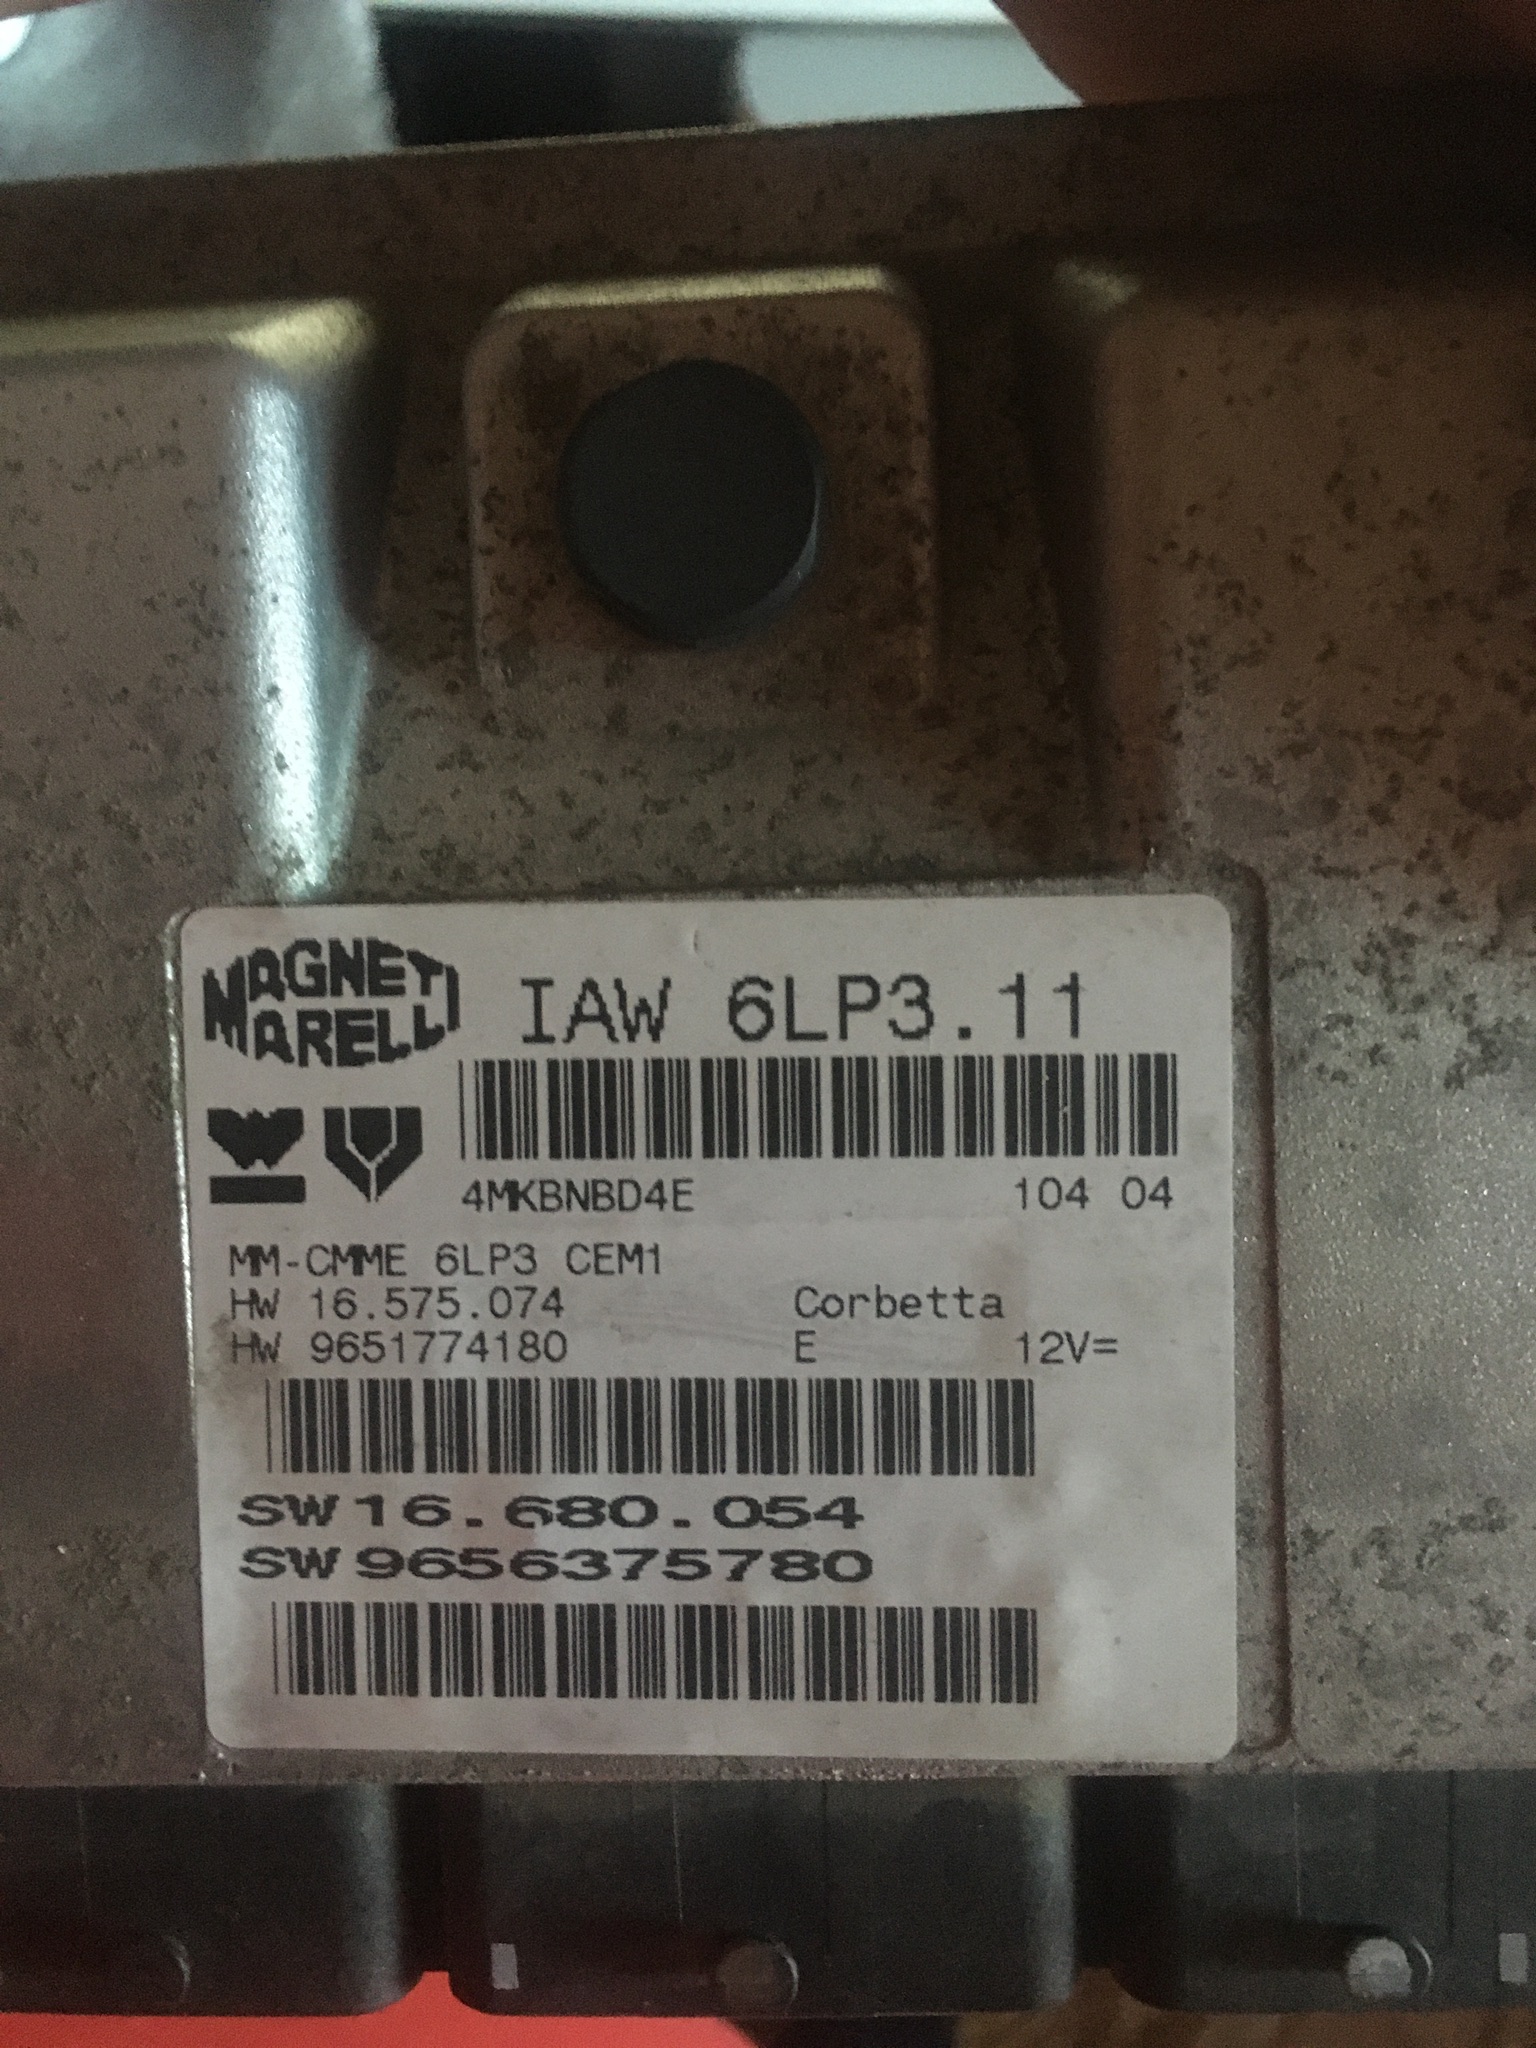 MAGNETI
MARELLI
IAW 6LP3.11
4MKBNBD4E 104 04
MM-CMME 6LP3 CEM1
HW 16.575.074 Corbetta
HW 9651774180 E 12V=
SW16.680.054
SW9656375780